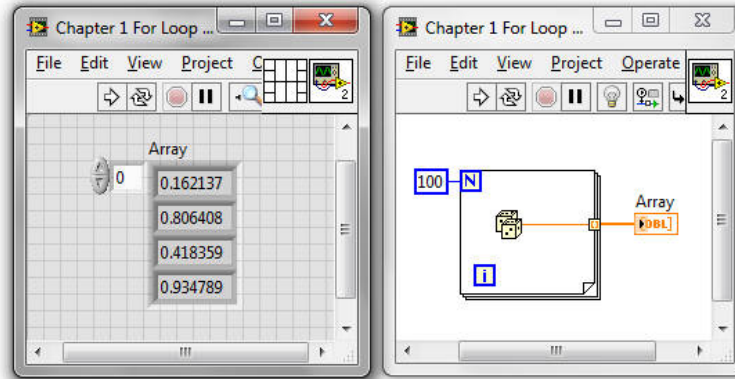 Chapter 1 For Loop ...
File Edit View Project
2
Array
0
0.162137
0.806408
0.418359
0.934789
Chapter 1 For Loop ...
File Edit View Project Operate
2
100
N
Array
DBL]
i